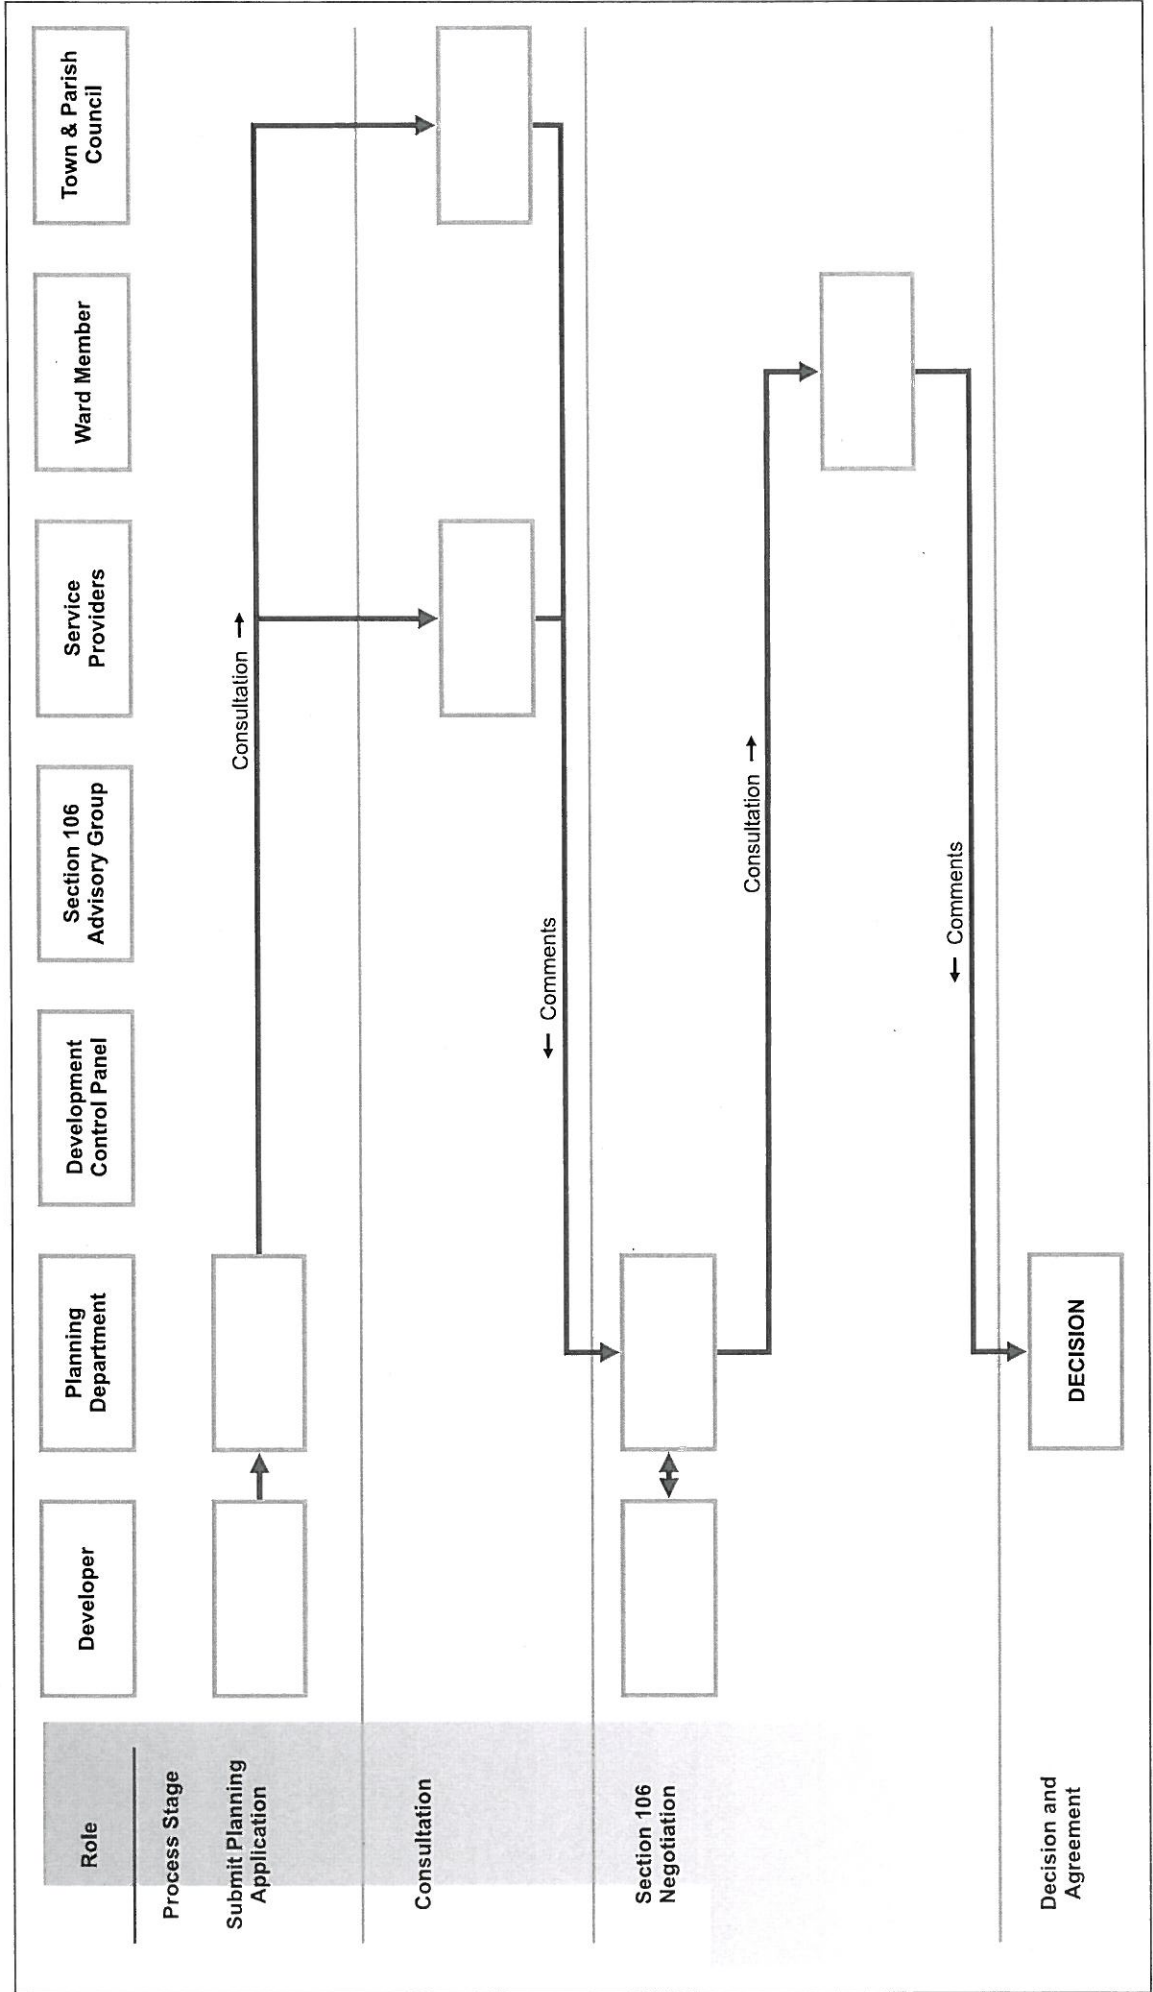 Role
Developer
Planning
Department
Development
Control Panel
Section 106
Advisory Group
Service
Providers
Ward Member
Town & Parish
Council
Process Stage
Submit Planning
Application
Consultation →
Consultation
← Comments
Section 106
Negotiation
Consultation →
← Comments
Decision and
Agreement
DECISION